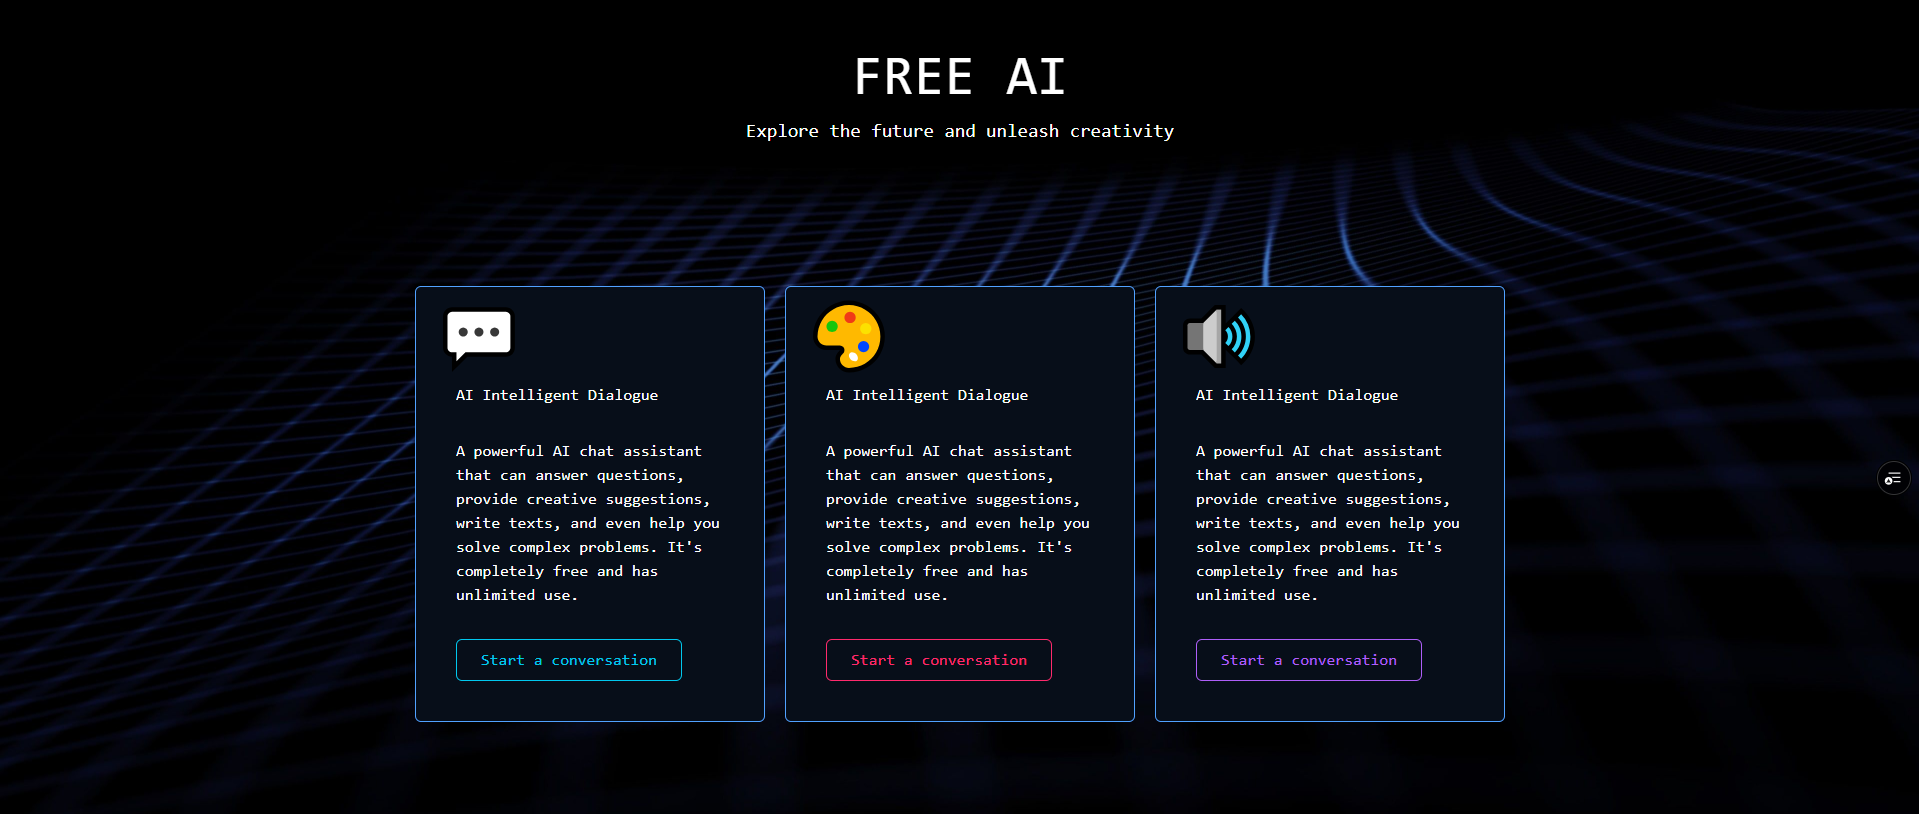 FREE AI
Explore the future and unleash creativity
AI Intelligent Dialogue
A powerful AI chat assistant
that can answer questions,
provide creative suggestions,
write texts, and even help you
solve complex problems. It's
completely free and has
unlimited use.
Start a conversation
AI Intelligent Dialogue
A powerful AI chat assistant
that can answer questions,
provide creative suggestions,
write texts, and even help you
solve complex problems. It's
completely free and has
unlimited use.
Start a conversation
AI Intelligent Dialogue
A powerful AI chat assistant
that can answer questions,
provide creative suggestions,
write texts, and even help you
solve complex problems. It's
completely free and has
unlimited use.
Start a conversation